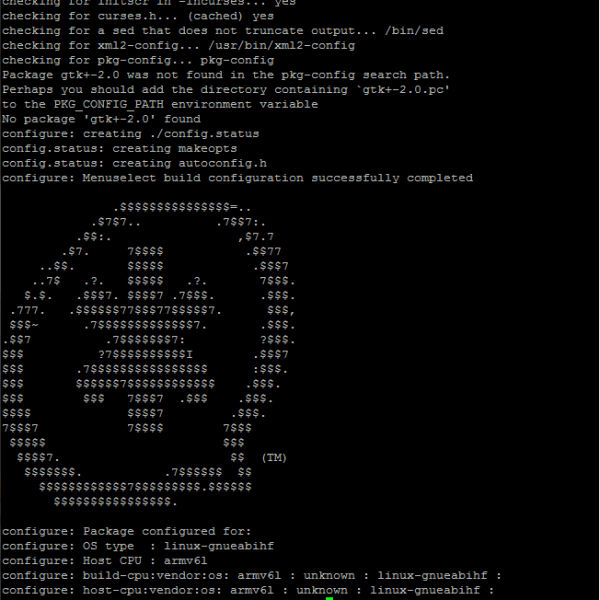 checking for initscr in -lncurses... yes
checking for curses.h... (cached) yes
checking for a sed that does not truncate output... /bin/sed
checking for xml2-config... /usr/bin/xml2-config
checking for pkg-config... pkg-config
Package gtk+-2.0 was not found in the pkg-config search path.
Perhaps you should add the directory containing `gtk+-2.0.pc'
to the PKG_CONFIG_PATH environment variable
No package 'gtk+-2.0' found
configure: creating ./config.status
config.status: creating makeopts
config.status: creating autoconfig.h
configure: Menuselect build configuration successfully completed
               .$$$$$$$$$$$$$$$=..
            .$7$7..          .7$$7:.
          .$$:.                 ,$7.7
        .$7.     7$$$$           .$$77
     ..$$.       $$$$$            .$$$7
    ..7$   .?.   $$$$$   .?.       7$$$.
   $.$.   .$$$7. $$$$7 .7$$$.      .$$$.
 .777.   .$$$$$$77$$$77$$$$$7.      $$$,
 $$$~      .7$$$$$$$$$$$$$7.       .$$$.
.$$7          .7$$$$$$$7:          ?$$$.
$$$          ?7$$$$$$$$$$I        .$$$7
$$$       .7$$$$$$$$$$$$$$$$      :$$$.
$$$       $$$$$$7$$$$$$$$$$$$    .$$$.
$$$        $$$   7$$$7  .$$$    .$$$.
$$$$             $$$$7         .$$$.
7$$$7            7$$$$        7$$$
 $$$$$                        $$$
  $$$$7.                       $$  (TM)
   $$$$$$$.           .7$$$$$$  $$
     $$$$$$$$$$$$7$$$$$$$$$.$$$$$$
       $$$$$$$$$$$$$$$$.
configure: Package configured for:
configure: OS type  : linux-gnueabihf
configure: Host CPU : armv6l
configure: build-cpu:vendor:os: armv6l : unknown : linux-gnueabihf :
configure: host-cpu:vendor:os: armv6l : unknown : linux-gnueabihf :